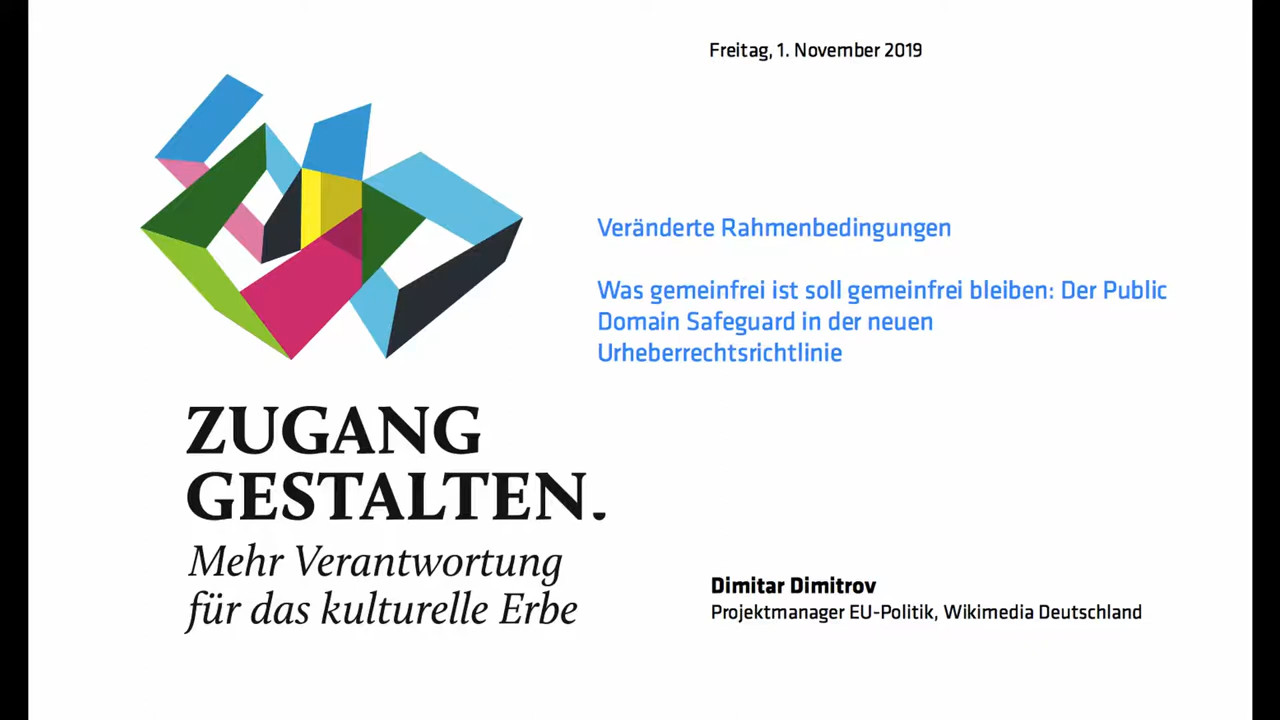 Freitag, 1. November 2019
Veränderte Rahmenbedingungen
Was gemeinfrei ist soll gemeinfrei bleiben: Der Public
Domain Safeguard in der neuen
Urheberrechtsrichtlinie
ZUGANG
GESTALTEN.
Mehr Verantwortung
für das kulturelle Erbe
Dimitar Dimitrov
Projektmanager EU-Politik, Wikimedia Deutschland